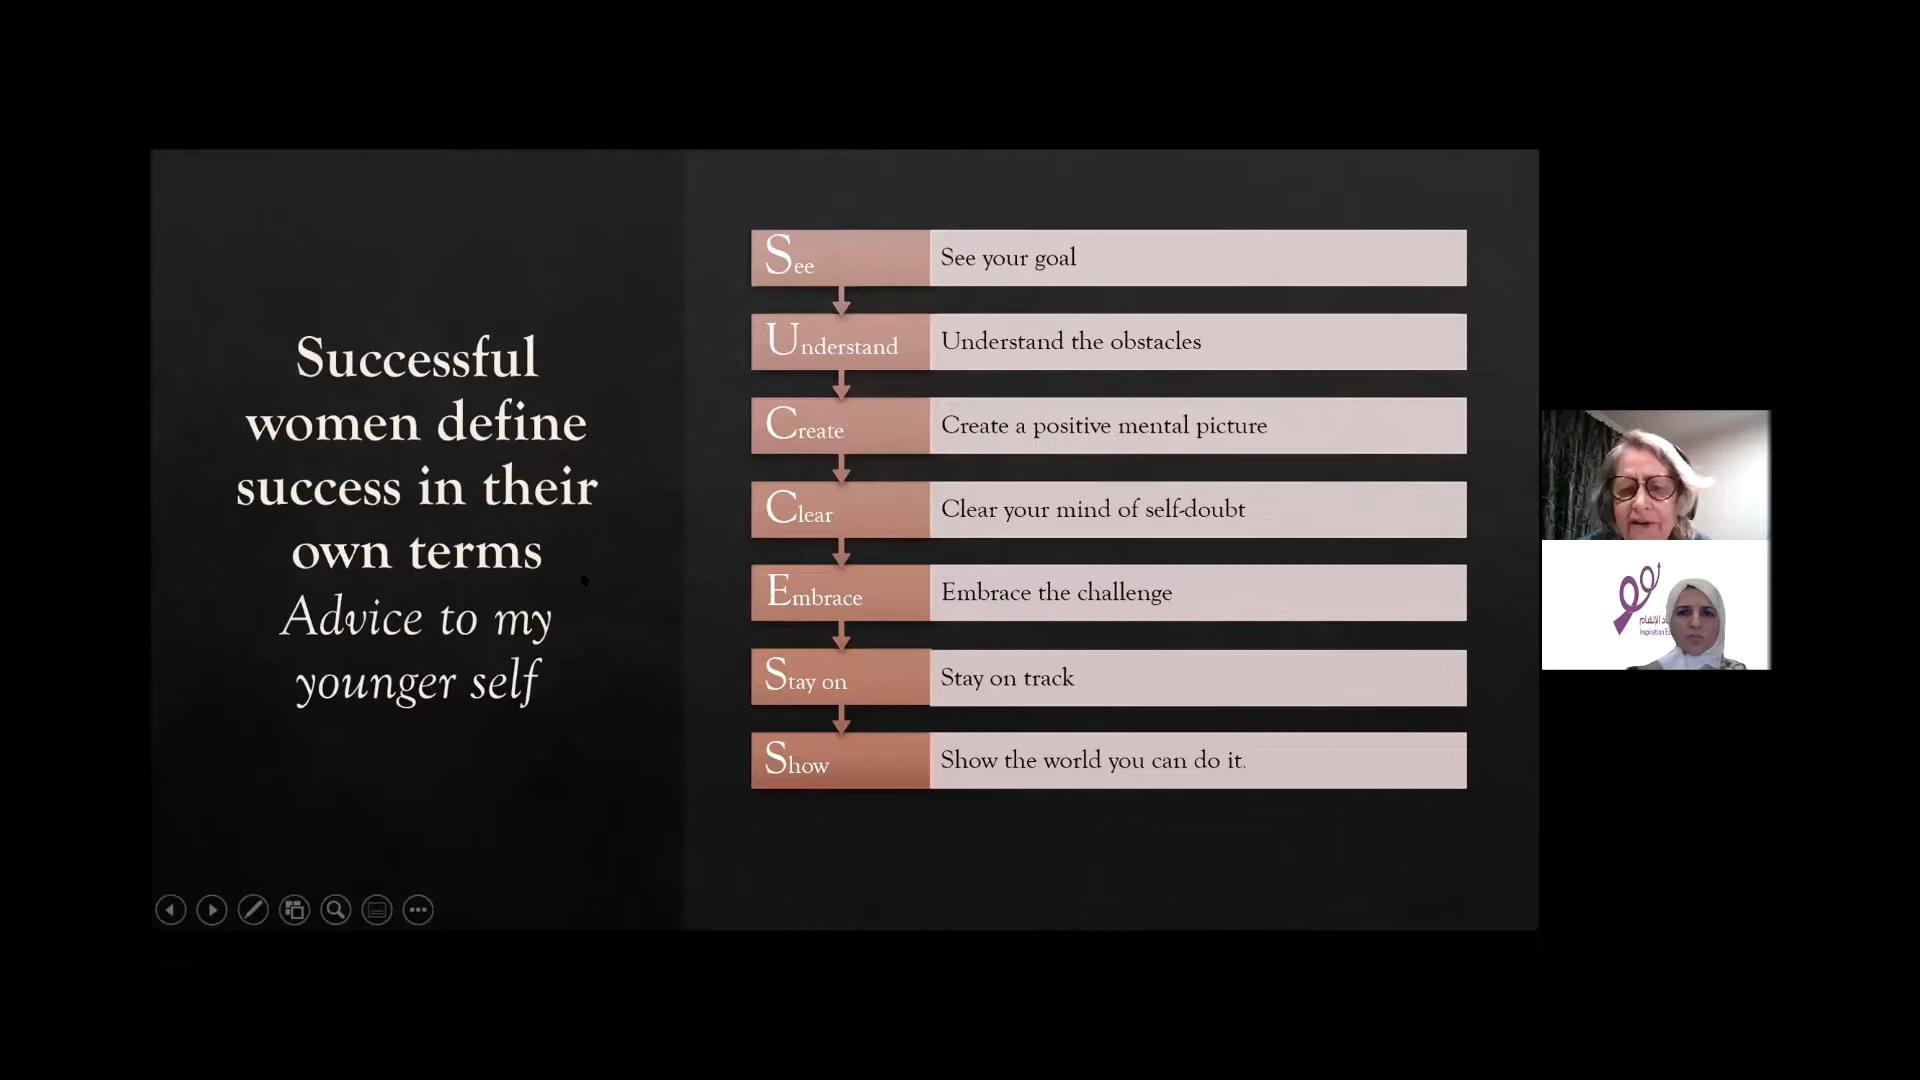 Successful
women define
success in their
own terms
Advice to my
younger self
See
See your goal
Understand
Understand the obstacles
Create
Create a positive mental picture
Clear
Clear your mind of self-doubt
Embrace
Embrace the challenge
Stay on
Stay on track
Show
Show the world you can do it.
Inspiration